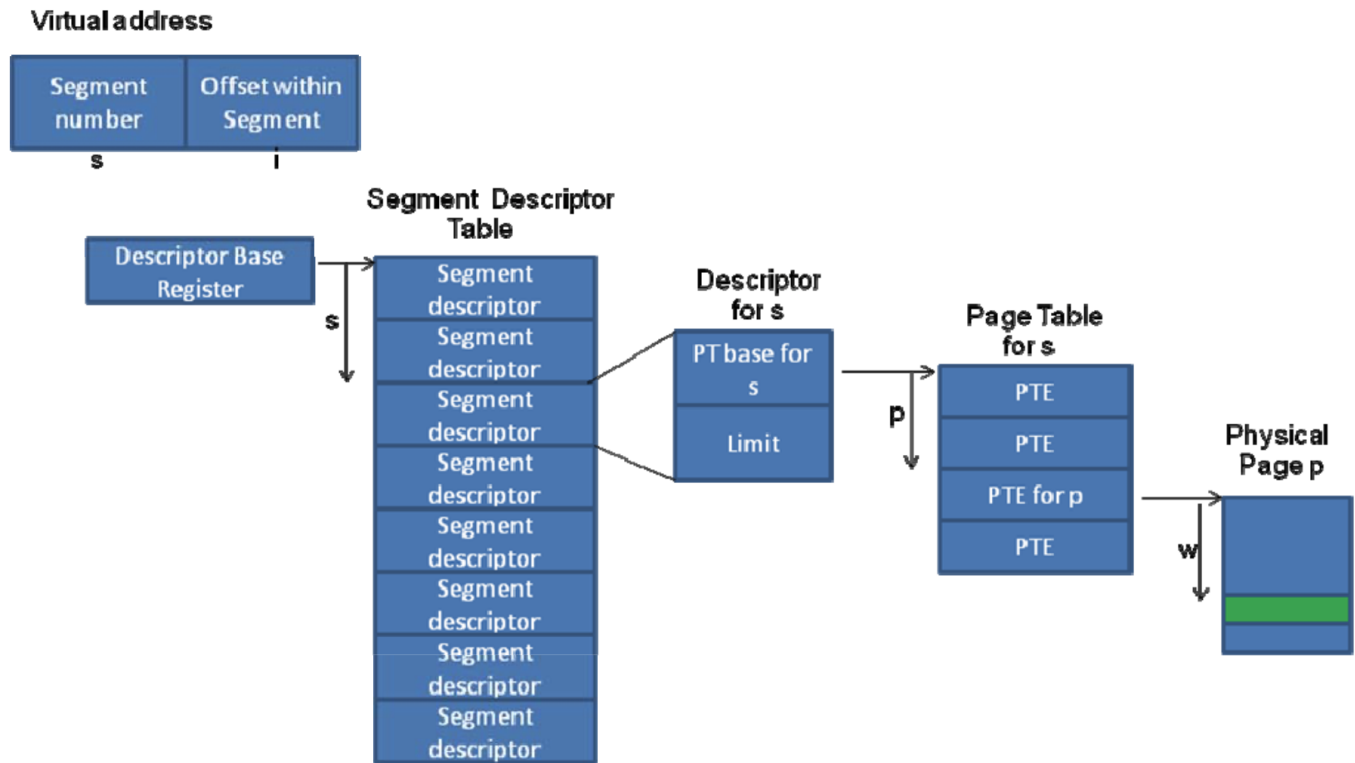 Virtual address
Segment
number
Offset within
Segment
s
i
Segment Descriptor
Table
Descriptor Base
Register
s
Segment
descriptor
Segment
descriptor
Segment
descriptor
Segment
descriptor
Segment
descriptor
Segment
descriptor
Segment
descriptor
Segment
descriptor
Descriptor
for s
PT base for
s
Limit
p
Page Table
for s
PTE
PTE
PTE for p
PTE
w
Physical
Page p